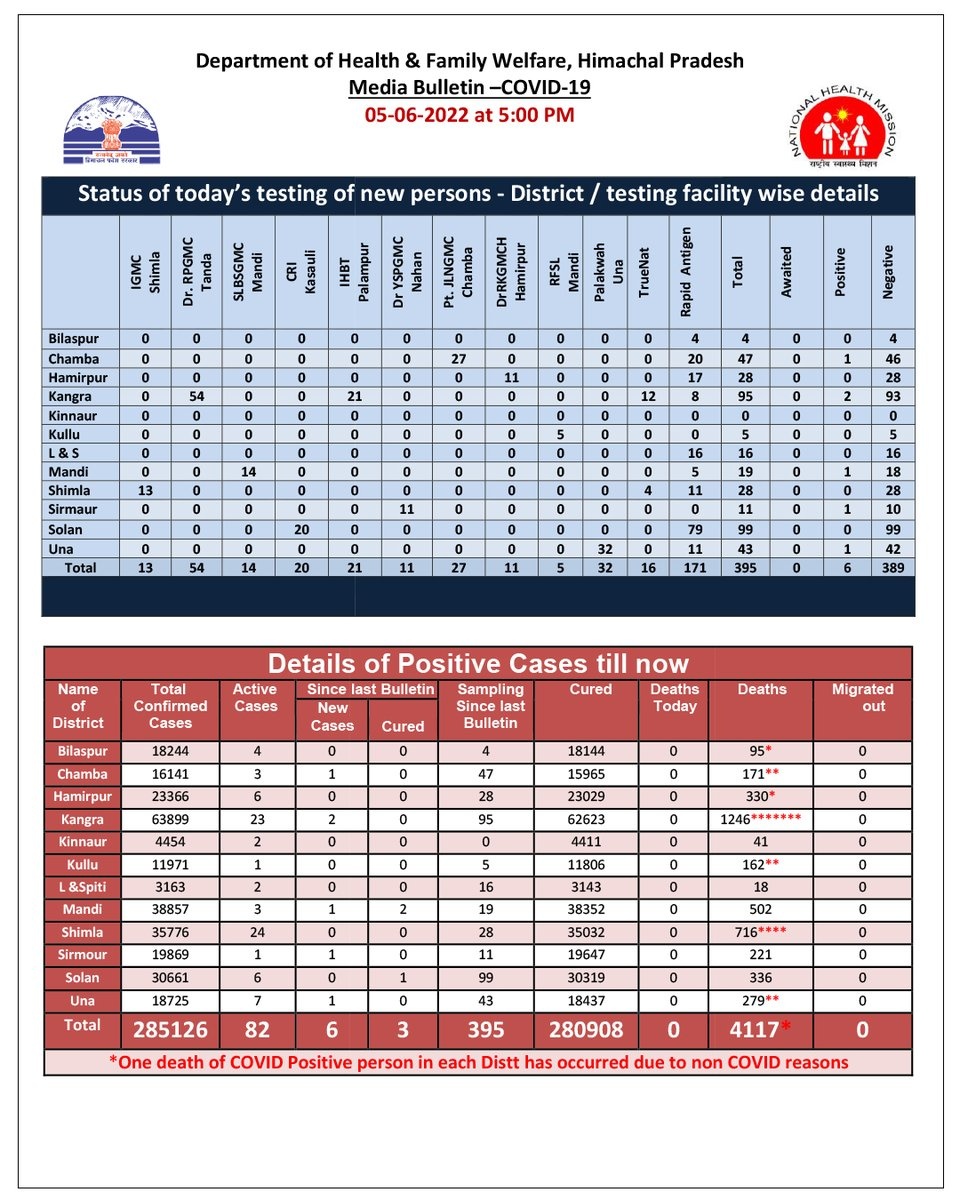 Department of Health & Family Welfare, Himachal Pradesh
Media Bulletin –COVID-19
05-06-2022 at 5:00 PM
हिमाचल प्रदेश सरकार
NATIONAL HEALTH MISSION
राष्ट्रीय स्वास्थ्य मिशन
Status of today's testing of new persons - District / testing facility wise details
IGMC Shimla Dr. RPGMC Tanda SLBSGMC Mandi CRI Kasauli IHBT Palampur Dr YSPGMC Nahan Pt. JLNGMC Chamba DrRKGMCH Hamirpur RFSL Mandi Palakwah Una TrueNat Rapid Antigen Total Awaited Positive Negative
Bilaspur 0 0 0 0 0 0 0 0 0 0 0 4 4 0 0 4
Chamba 0 0 0 0 0 0 27 0 0 0 0 20 47 0 1 46
Hamirpur 0 0 0 0 0 0 0 11 0 0 0 17 28 0 0 28
Kangra 0 54 0 0 21 0 0 0 0 0 12 8 95 0 2 93
Kinnaur 0 0 0 0 0 0 0 0 0 0 0 0 0 0 0 0
Kullu 0 0 0 0 0 0 0 0 5 0 0 0 5 0 0 5
L & S 0 0 0 0 0 0 0 0 0 0 0 16 16 0 0 16
Mandi 0 0 14 0 0 0 0 0 0 0 0 5 19 0 1 18
Shimla 13 0 0 0 0 0 0 0 0 0 4 11 28 0 0 28
Sirmaur 0 0 0 0 0 11 0 0 0 0 0 0 11 0 1 10
Solan 0 0 0 20 0 0 0 0 0 0 0 79 99 0 0 99
Una 0 0 0 0 0 0 0 0 0 32 0 11 43 0 1 42
Total 13 54 14 20 21 11 27 11 5 32 16 171 395 0 6 389
Details of Positive Cases till now
Name of District Total Confirmed Cases Active Cases Since last Bulletin New Cases Cured Sampling Since last Bulletin Cured Deaths Today Deaths Migrated out
Bilaspur 18244 4 0 0 4 18144 0 95* 0
Chamba 16141 3 1 0 47 15965 0 171** 0
Hamirpur 23366 6 0 0 28 23029 0 330* 0
Kangra 63899 23 2 0 95 62623 0 1246******* 0
Kinnaur 4454 2 0 0 0 4411 0 41 0
Kullu 11971 1 0 0 5 11806 0 162** 0
L &Spiti 3163 2 0 0 16 3143 0 18 0
Mandi 38857 3 1 2 19 38352 0 502 0
Shimla 35776 24 0 0 28 35032 0 716**** 0
Sirmour 19869 1 1 0 11 19647 0 221 0
Solan 30661 6 0 1 99 30319 0 336 0
Una 18725 7 1 0 43 18437 0 279** 0
Total 285126 82 6 3 395 280908 0 4117* 0
*One death of COVID Positive person in each Distt has occurred due to non COVID reasons